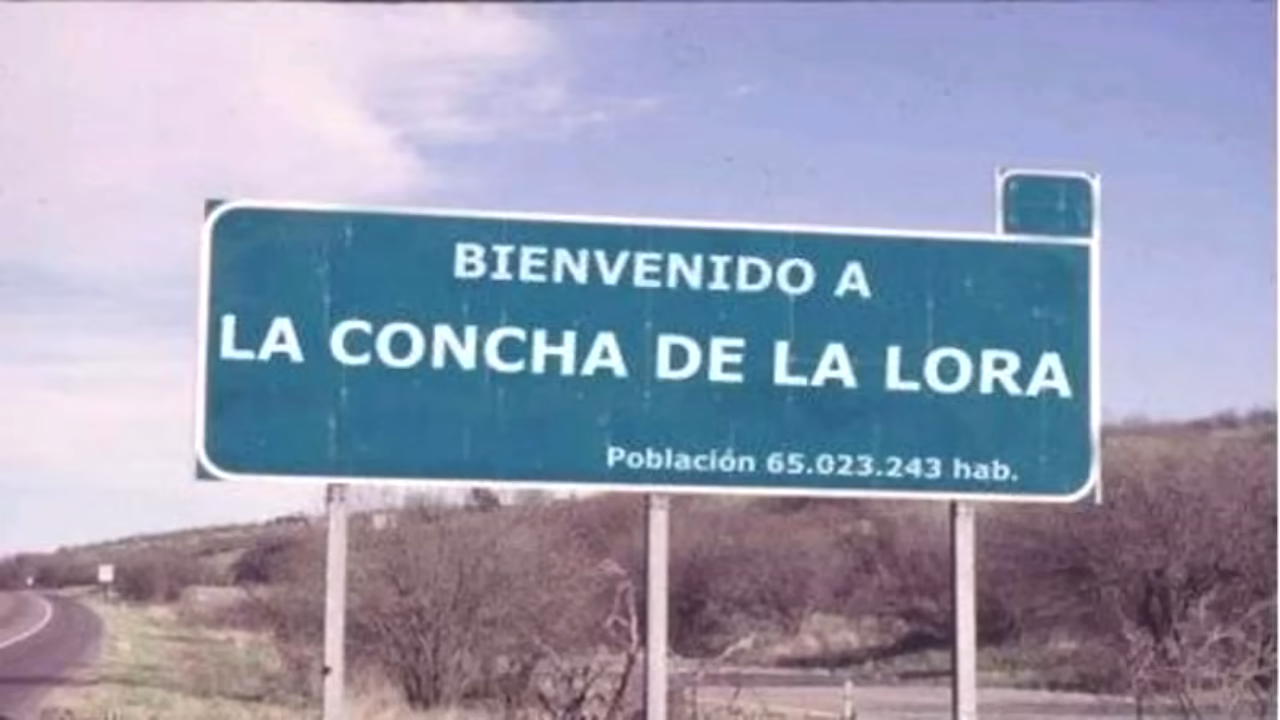 BIENVENIDO A
LA CONCHA DE LA LORA
Población 65.023.243 hab.